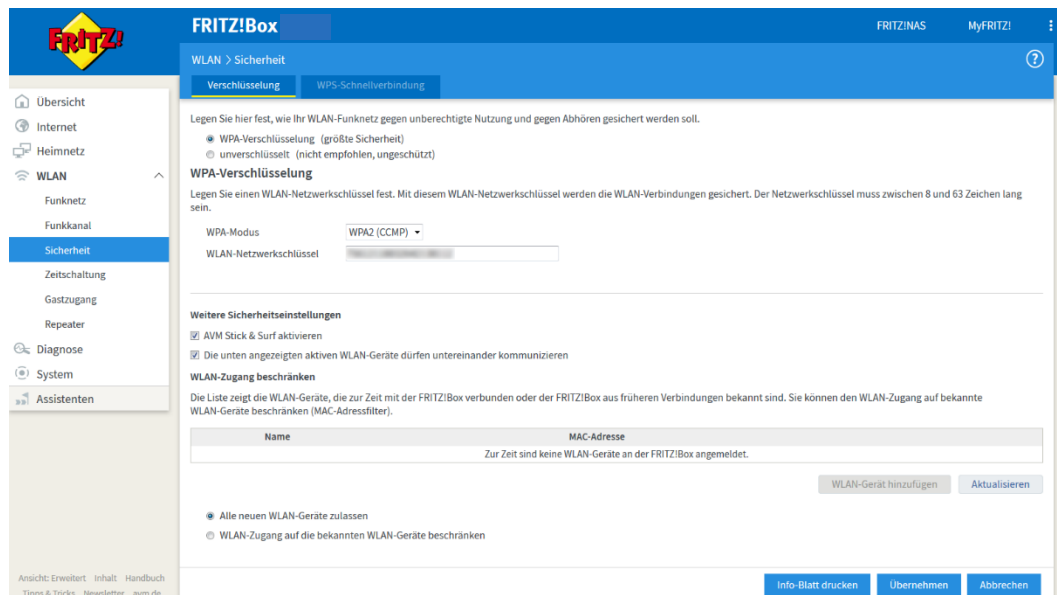 FRITZ!
FRITZ!Box
FRITZ!NAS MyFRITZ!
WLAN > Sicherheit
Verschlüsselung WPS-Schnellverbindung
Übersicht
Internet
Heimnetz
WLAN
Funknetz
Funkkanal
Sicherheit
Zeitschaltung
Gastzugang
Repeater
Diagnose
System
Assistenten
Ansicht: Erweitert Inhalt Handbuch
Tipps & Tricks Newsletter avm.de
Legen Sie hier fest, wie Ihr WLAN-Funknetz gegen unberechtigte Nutzung und gegen Abhören gesichert werden soll.
WPA-Verschlüsselung (größte Sicherheit)
unverschlüsselt (nicht empfohlen, ungeschützt)
WPA-Verschlüsselung
Legen Sie einen WLAN-Netzwerkschlüssel fest. Mit diesem WLAN-Netzwerkschlüssel werden die WLAN-Verbindungen gesichert. Der Netzwerkschlüssel muss zwischen 8 und 63 Zeichen lang
sein.
WPA-Modus WPA2 (CCMP)
WLAN-Netzwerkschlüssel
Weitere Sicherheitseinstellungen
AVM Stick & Surf aktivieren
Die unten angezeigten aktiven WLAN-Geräte dürfen untereinander kommunizieren
WLAN-Zugang beschränken
Die Liste zeigt die WLAN-Geräte, die zur Zeit mit der FRITZ!Box verbunden oder der FRITZ!Box aus früheren Verbindungen bekannt sind. Sie können den WLAN-Zugang auf bekannte
WLAN-Geräte beschränken (MAC-Adressfilter).
Name MAC-Adresse
Zur Zeit sind keine WLAN-Geräte an der FRITZ!Box angemeldet.
WLAN-Gerät hinzufügen Aktualisieren
Alle neuen WLAN-Geräte zulassen
WLAN-Zugang auf die bekannten WLAN-Geräte beschränken
Info-Blatt drucken Übernehmen Abbrechen